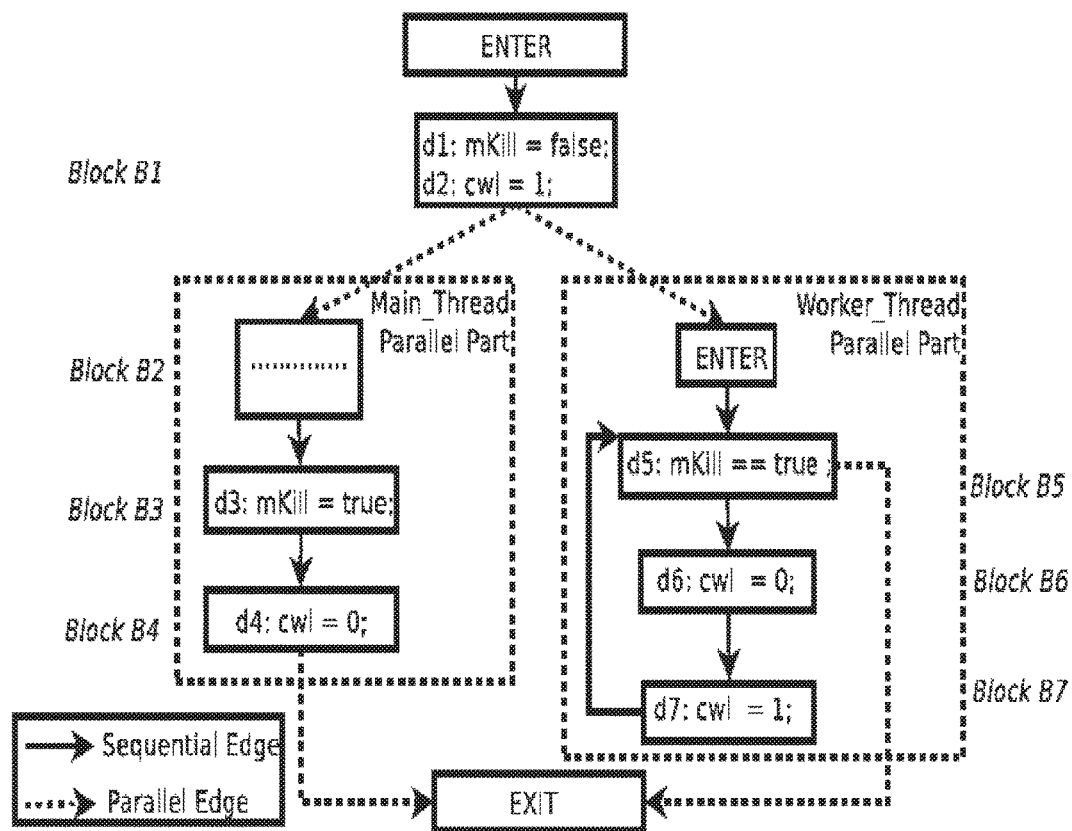 ENTER
Block B1
d1: mKill = false;
d2: cwl = 1;
Main_Thread
Parallel Part
Worker_Thread
Parallel Part
Block B2
ENTER
d5: mKill == true ;
Block B5
Block B3
d3: mKill = true;
d6: cwl = 0;
Block B6
Block B4
d4: cwl = 0;
d7: cwl = 1;
Block B7
Sequential Edge
Parallel Edge
EXIT